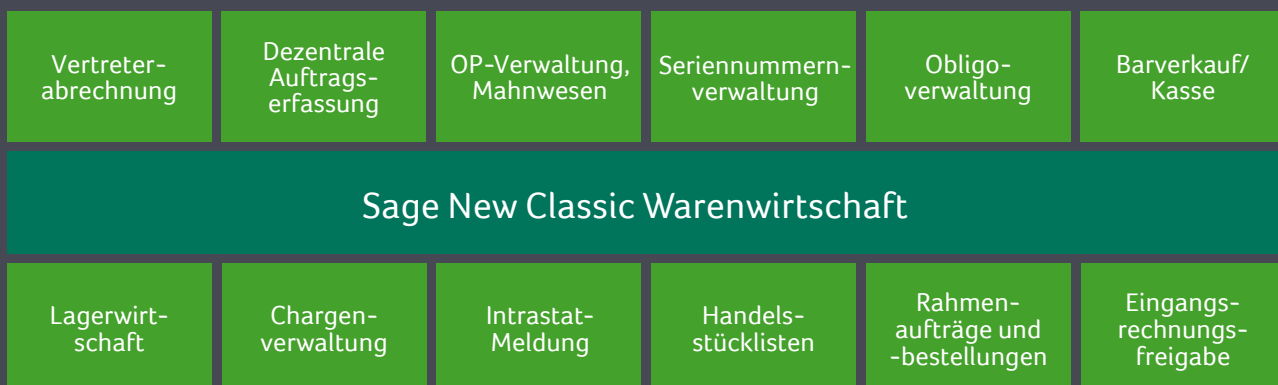 Vertreter-
abrechnung
Dezentrale
Auftrags-
erfassung
OP-Verwaltung,
Mahnwesen
Seriennummern-
verwaltung
Obligo-
verwaltung
Barverkauf/
Kasse
Sage New Classic Warenwirtschaft
Lagerwirt-
schaft
Chargen-
verwaltung
Intrastat-
Meldung
Handels-
stücklisten
Rahmen-
aufträge und
-bestellungen
Eingangs-
rechnungs-
freigabe